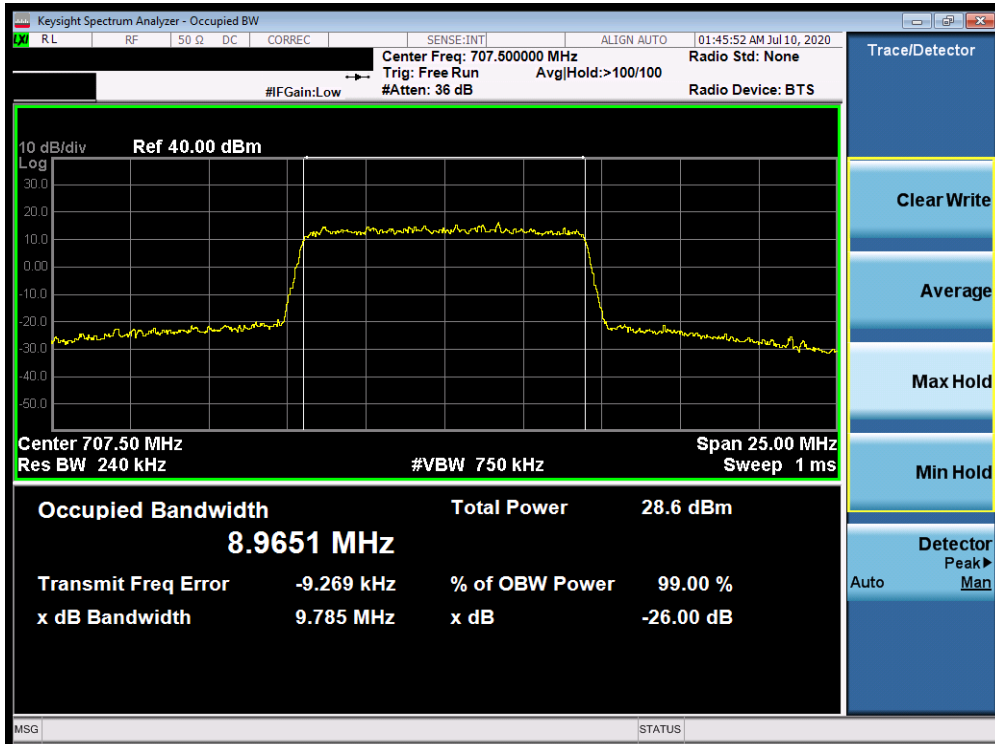 Keysight Spectrum Analyzer - Occupied BW
LXI RL RF 50 Ω DC CORREC SENSE:INT ALIGN AUTO 01:45:52 AM Jul 10, 2020
Center Freq: 707.500000 MHz Radio Std: None
Trig: Free Run Avg|Hold:>100/100
#IFGain:Low #Atten: 36 dB Radio Device: BTS
10 dB/div Ref 40.00 dBm
Log
30.0
20.0
10.0
0.00
-10.0
-20.0
-30.0
-40.0
-50.0
Center 707.50 MHz Span 25.00 MHz
Res BW 240 kHz #VBW 750 kHz Sweep 1 ms
Occupied Bandwidth Total Power 28.6 dBm
8.9651 MHz
Transmit Freq Error -9.269 kHz % of OBW Power 99.00 %
x dB Bandwidth 9.785 MHz x dB -26.00 dB
MSG STATUS
Trace/Detector
Clear Write
Average
Max Hold
Min Hold
Detector
Peak▶
Auto Man